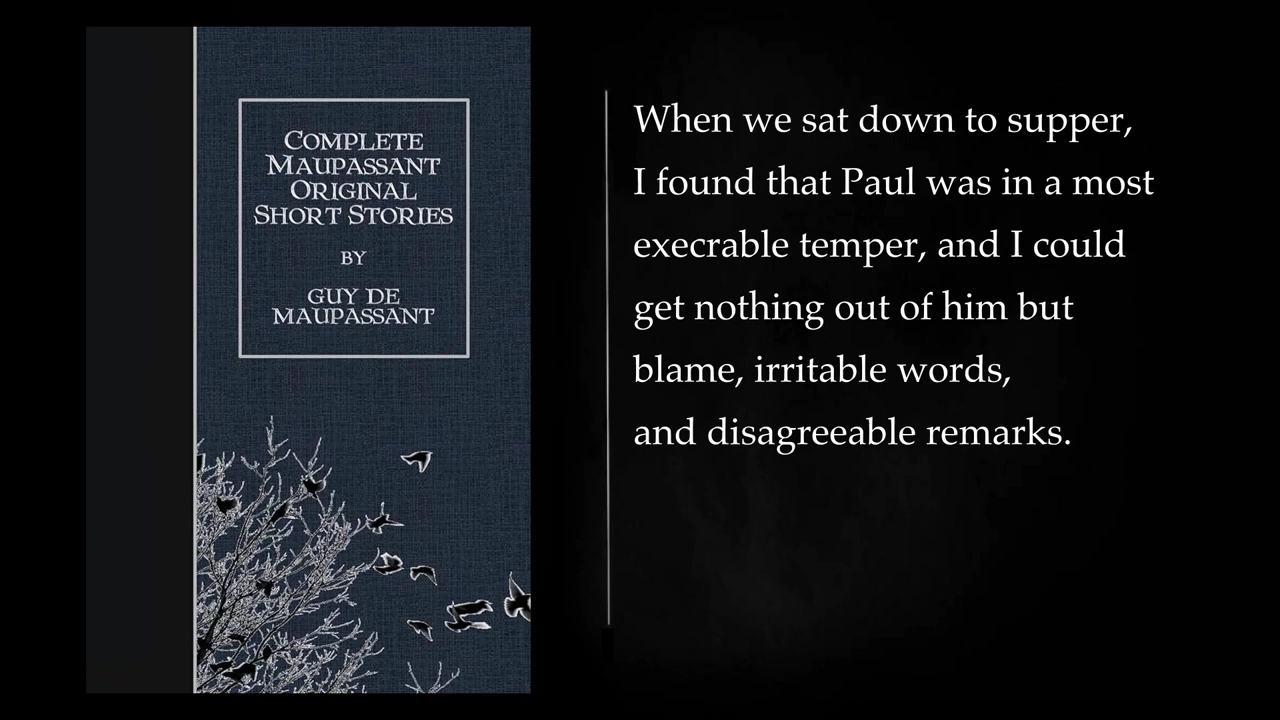 COMPLETE
MAUPASSANT
ORIGINAL
SHORT STORIES
BY
GUY DE
MAUPASSANT
When we sat down to supper,
I found that Paul was in a most
execrable temper, and I could
get nothing out of him but
blame, irritable words,
and disagreeable remarks.